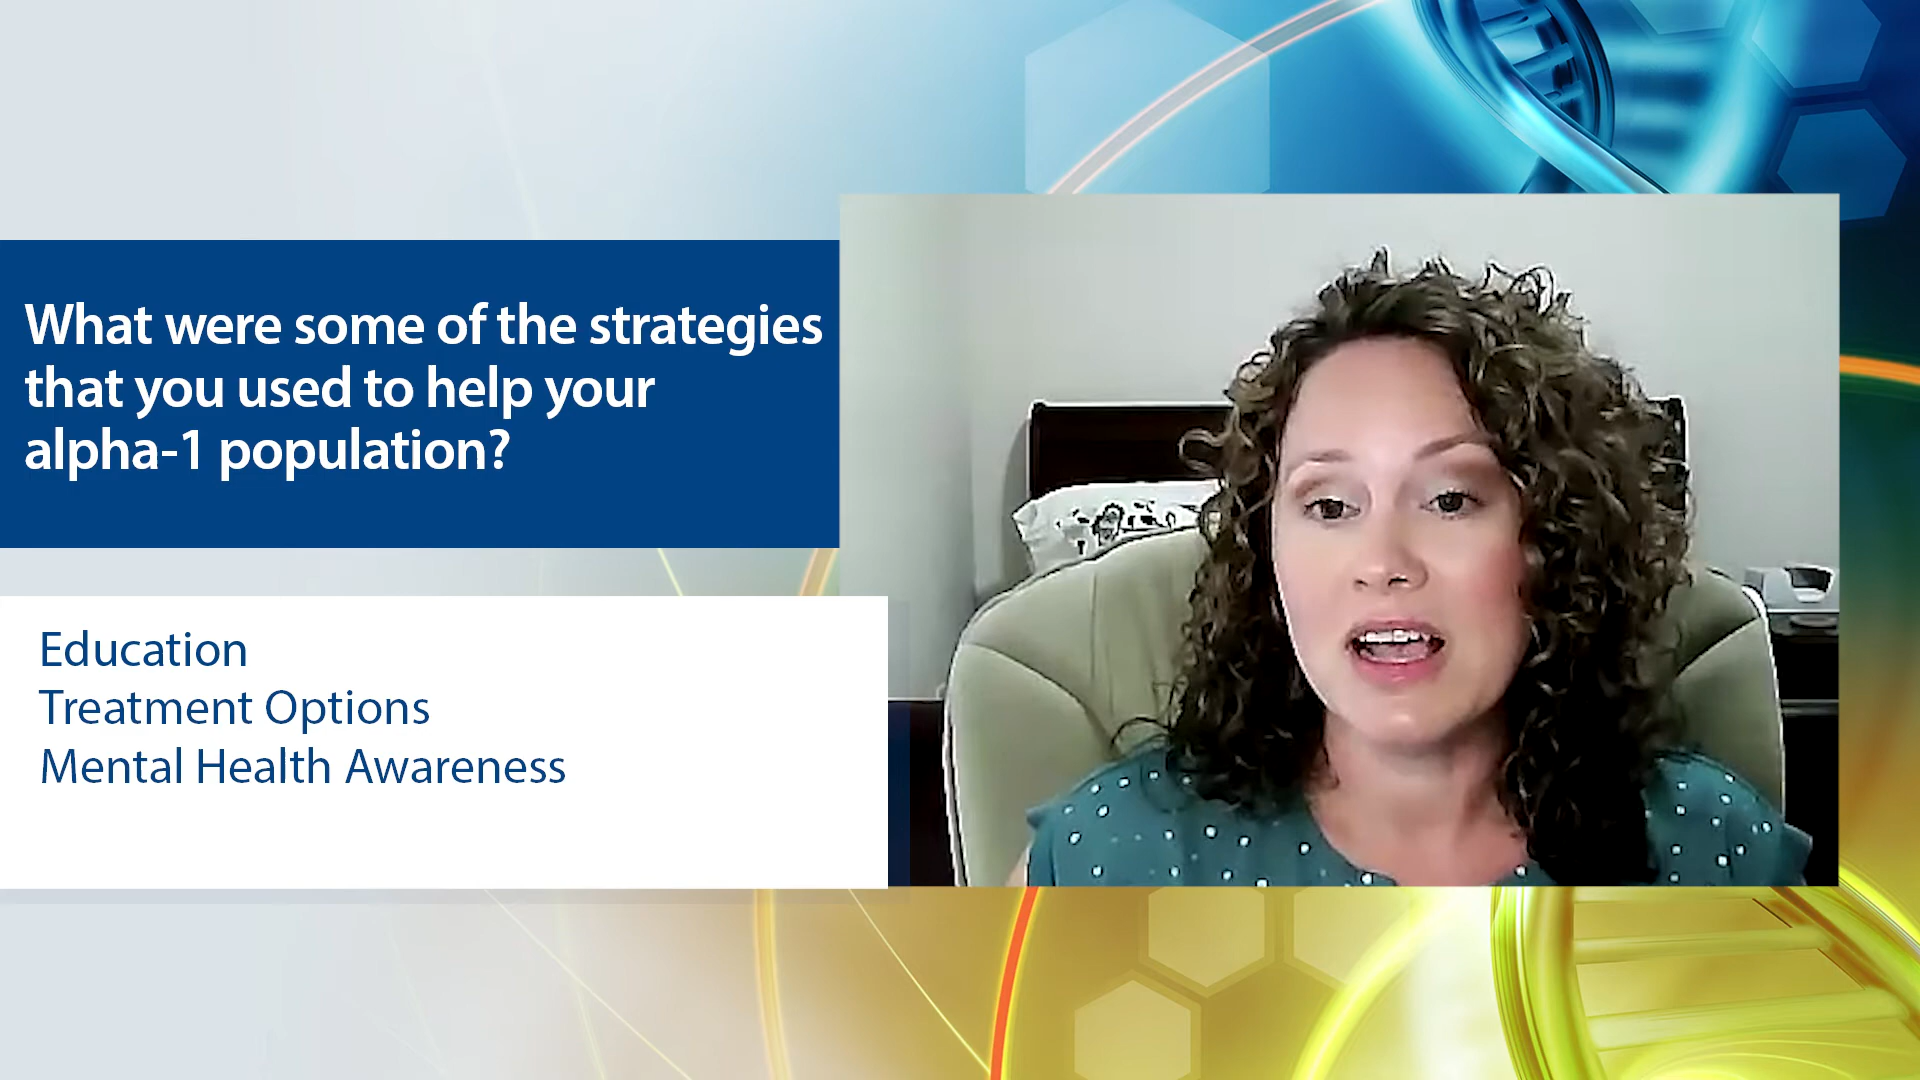 What were some of the strategies
that you used to help your
alpha-1 population?
Education
Treatment Options
Mental Health Awareness